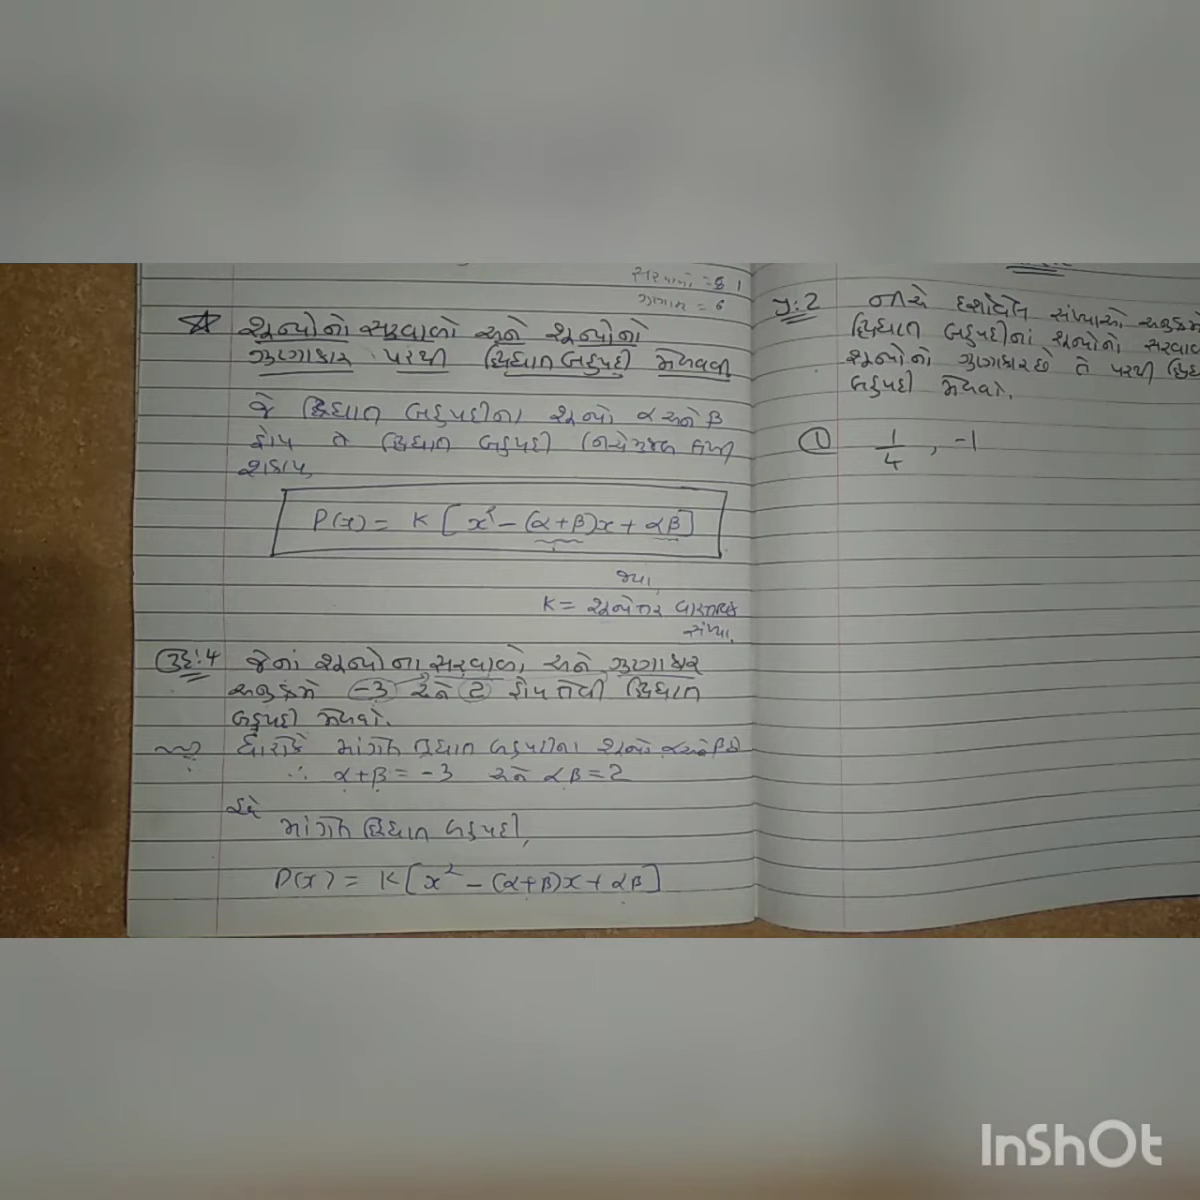 સરવાળો =
ગુણાકાર = 6
☆ શૂન્યોનો સરવાળો અને શૂન્યોનો
ગુણાકાર પરથી દ્વિઘાત બહુપદી મેળવવી
જે દ્વિઘાત બહુપદીના શૂન્યો α અને β
હોય તે દ્વિઘાત બહુપદી નીચે મુજબ લખી
શકાય,
P(x) = K [x² - (α+β)x + αβ]
જ્યાં,
K = શૂન્યેતર વાસ્તવિક
સંખ્યા.
ઉદા:4 જેનાં શૂન્યોના સરવાળો અને ગુણાકાર
અનુક્રમે -3 અને 2 હોય તેવી દ્વિઘાત
બહુપદી મેળવો.
ધારોકે માંગેલ દ્વિઘાત બહુપદીના શૂન્યો α અને β છે
∴ α+β = -3 અને αβ = 2
હવે
માંગેલ દ્વિઘાત બહુપદી,
P(x) = K[x² - (α+β)x + αβ]
પ્ર:2 નીચે દર્શાવેલ સંખ્યાઓ અનુક્રમે
દ્વિઘાત બહુપદીનાં શૂન્યોનો
શૂન્યોનો ગુણાકાર છે તે પરથી
બહુપદી મેળવો.
① 1/4, -1
InShOt